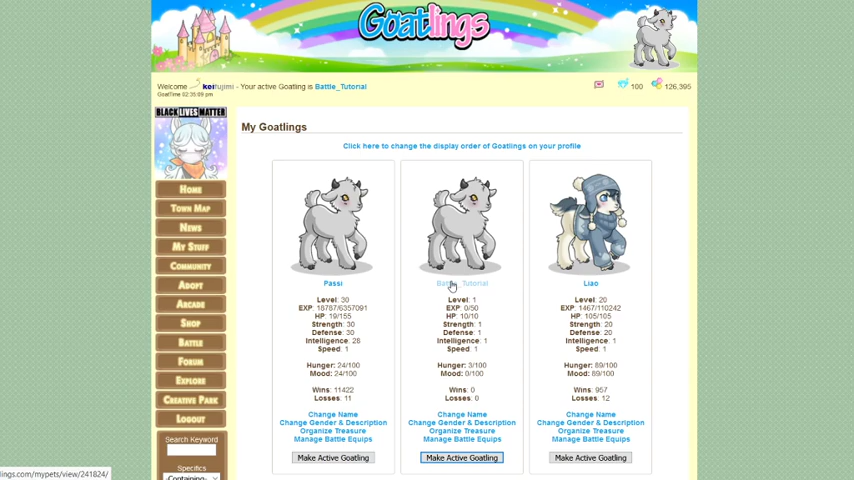 Goatlings
Welcome keifujimi - Your active Goatling is Battle_Tutorial
GoatTime 02:35:09 pm
100
126,395
BLACK LIVES MATTER
My Goatlings
Click here to change the display order of Goatlings on your profile
HOME
TOWN MAP
NEWS
MY STUFF
COMMUNITY
ADOPT
ARCADE
SHOP
BATTLE
FORUM
EXPLORE
CREATIVE PARK
LOGOUT
Search Keyword
Specifics
-Containing-
Passi
Level: 30
EXP: 18787/6357091
HP: 19/155
Strength: 30
Defense: 30
Intelligence: 28
Speed: 1
Hunger: 24/100
Mood: 24/100
Wins: 11422
Losses: 11
Change Name
Change Gender & Description
Organize Treasure
Manage Battle Equips
Make Active Goatling
Battle_Tutorial
Level: 1
EXP: 0/50
HP: 10/10
Strength: 1
Defense: 1
Intelligence: 1
Speed: 1
Hunger: 3/100
Mood: 0/100
Wins: 0
Losses: 0
Change Name
Change Gender & Description
Organize Treasure
Manage Battle Equips
Make Active Goatling
Liao
Level: 20
EXP: 1467/110242
HP: 105/105
Strength: 20
Defense: 20
Intelligence: 1
Speed: 1
Hunger: 89/100
Mood: 89/100
Wins: 957
Losses: 12
Change Name
Change Gender & Description
Organize Treasure
Manage Battle Equips
Make Active Goatling
lings.com/mypets/view/241824/